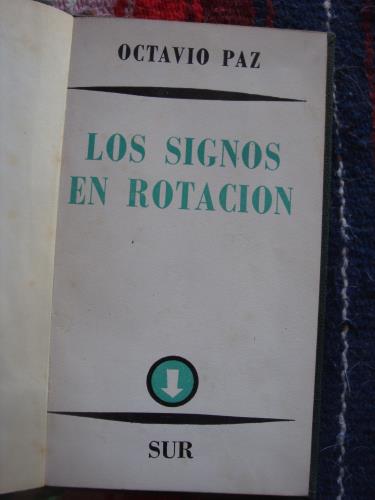 OCTAVIO PAZ
LOS SIGNOS
EN ROTACION
SUR